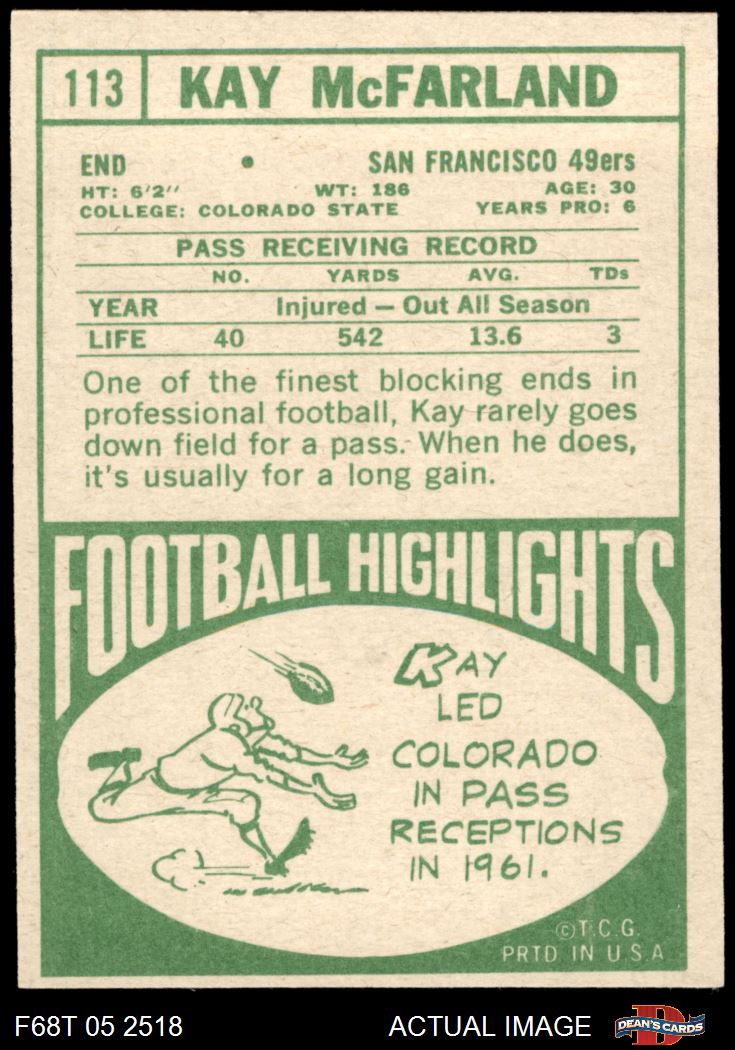 113 KAY McFARLAND
END • SAN FRANCISCO 49ers
HT: 6'2" WT: 186 AGE: 30
COLLEGE: COLORADO STATE YEARS PRO: 6
PASS RECEIVING RECORD
NO. YARDS AVG. TDs
YEAR Injured — Out All Season
LIFE 40 542 13.6 3
One of the finest blocking ends in
professional football, Kay rarely goes
down field for a pass. When he does,
it's usually for a long gain.
FOOTBALL HIGHLIGHTS
KAY
LED
COLORADO
IN PASS
RECEPTIONS
IN 1961.
©T.C.G.
PRTD IN U.S.A
F68T 05 2518 ACTUAL IMAGE
D
DEAN'S CARDS